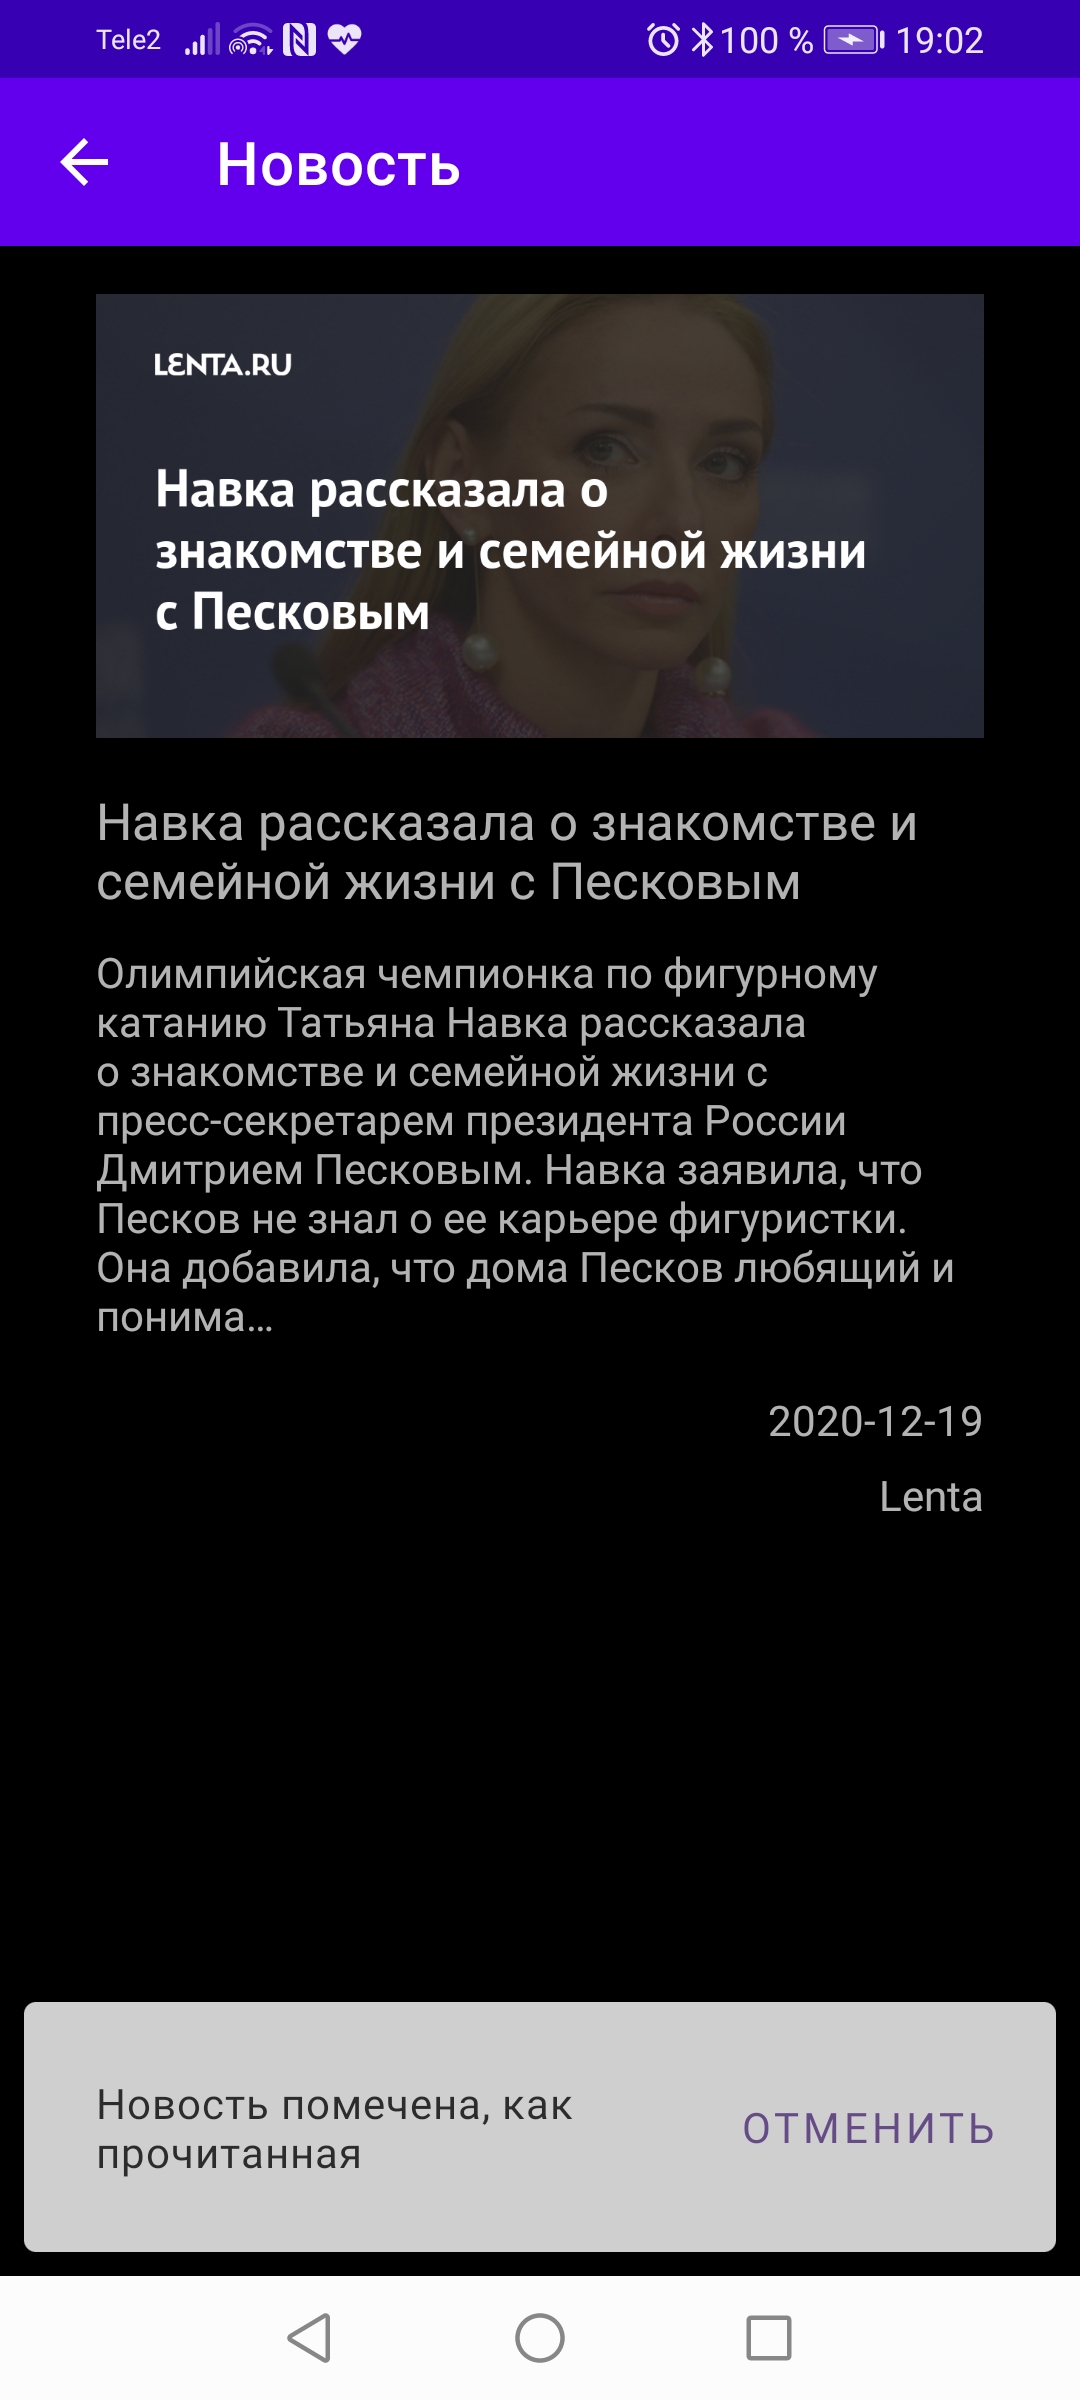 Tele2
100 %
19:02
Новость
LENTA.RU
Навка рассказала о
знакомстве и семейной жизни
с Песковым
Навка рассказала о знакомстве и
семейной жизни с Песковым
Олимпийская чемпионка по фигурному
катанию Татьяна Навка рассказала
о знакомстве и семейной жизни с
пресс-секретарем президента России
Дмитрием Песковым. Навка заявила, что
Песков не знал о ее карьере фигуристки.
Она добавила, что дома Песков любящий и
понима…
2020-12-19
Lenta
Новость помечена, как
прочитанная
ОТМЕНИТЬ